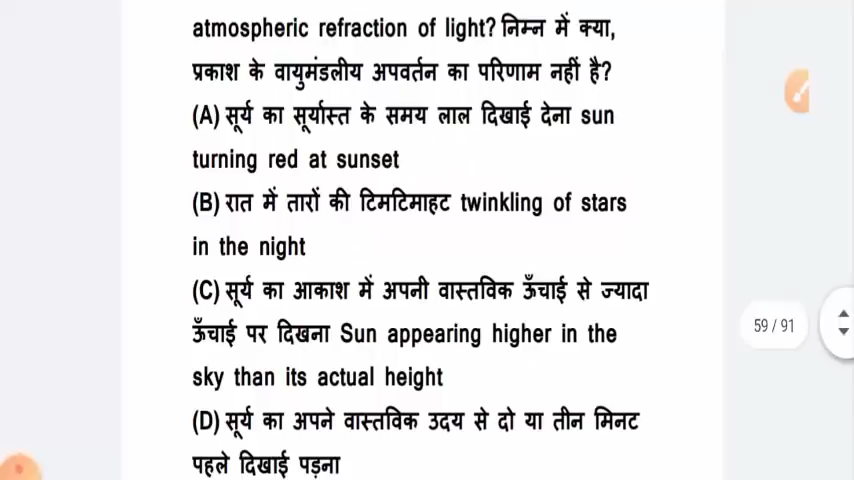 atmospheric refraction of light? निम्न में क्या,
प्रकाश के वायुमंडलीय अपवर्तन का परिणाम नहीं है?
(A) सूर्य का सूर्यास्त के समय लाल दिखाई देना sun
turning red at sunset
(B) रात में तारों की टिमटिमाहट twinkling of stars
in the night
(C) सूर्य का आकाश में अपनी वास्तविक ऊँचाई से ज्यादा
ऊँचाई पर दिखना Sun appearing higher in the
sky than its actual height
(D) सूर्य का अपने वास्तविक उदय से दो या तीन मिनट
पहले दिखाई पड़ना
59 / 91